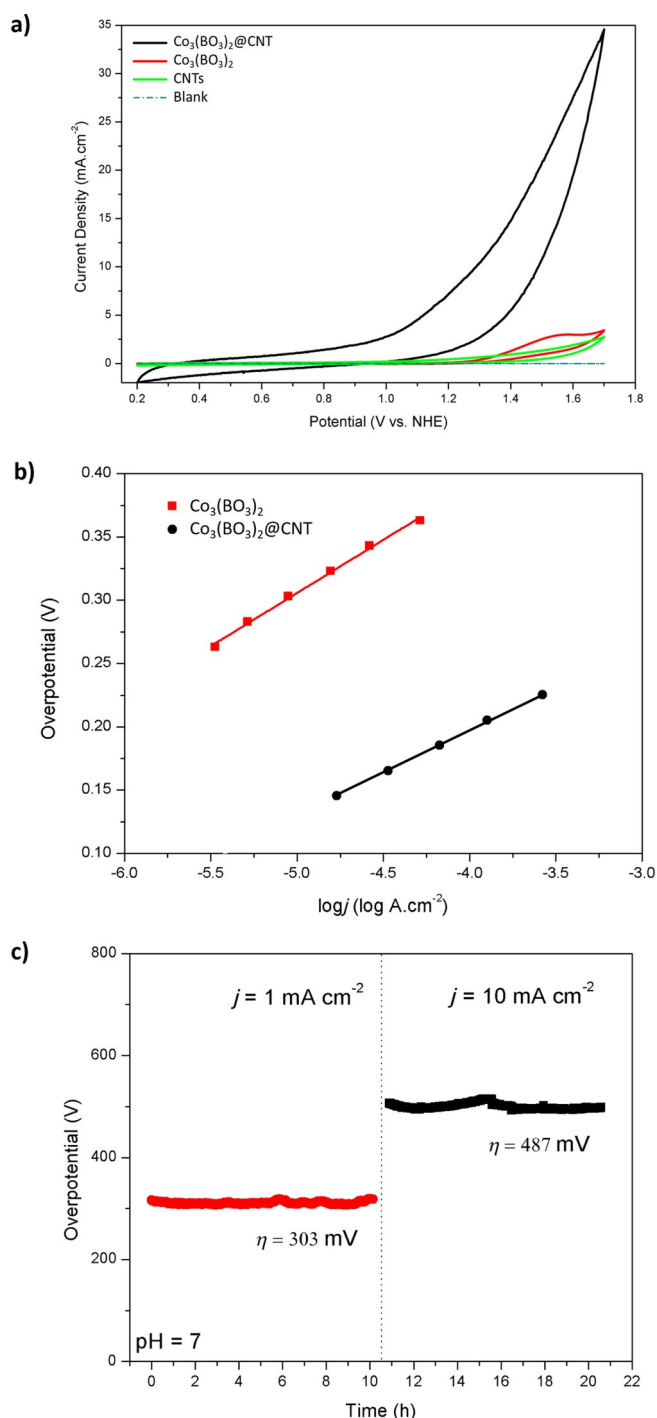 a)
Co₃(BO₃)₂@CNT
Co₃(BO₃)₂
CNTs
Blank
35
30
25
20
15
10
5
0
Current Density (mA.cm⁻²)
0.2 0.4 0.6 0.8 1.0 1.2 1.4 1.6 1.8
Potential (V vs. NHE)
b)
Co₃(BO₃)₂
Co₃(BO₃)₂@CNT
0.40
0.35
0.30
0.25
0.20
0.15
0.10
Overpotential (V)
-6.0 -5.5 -5.0 -4.5 -4.0 -3.5 -3.0
logj (log A.cm⁻²)
c)
800
600
400
200
0
Overpotential (V)
j = 1 mA cm⁻²
j = 10 mA cm⁻²
η = 487 mV
η = 303 mV
pH = 7
0 2 4 6 8 10 12 14 16 18 20 22
Time (h)